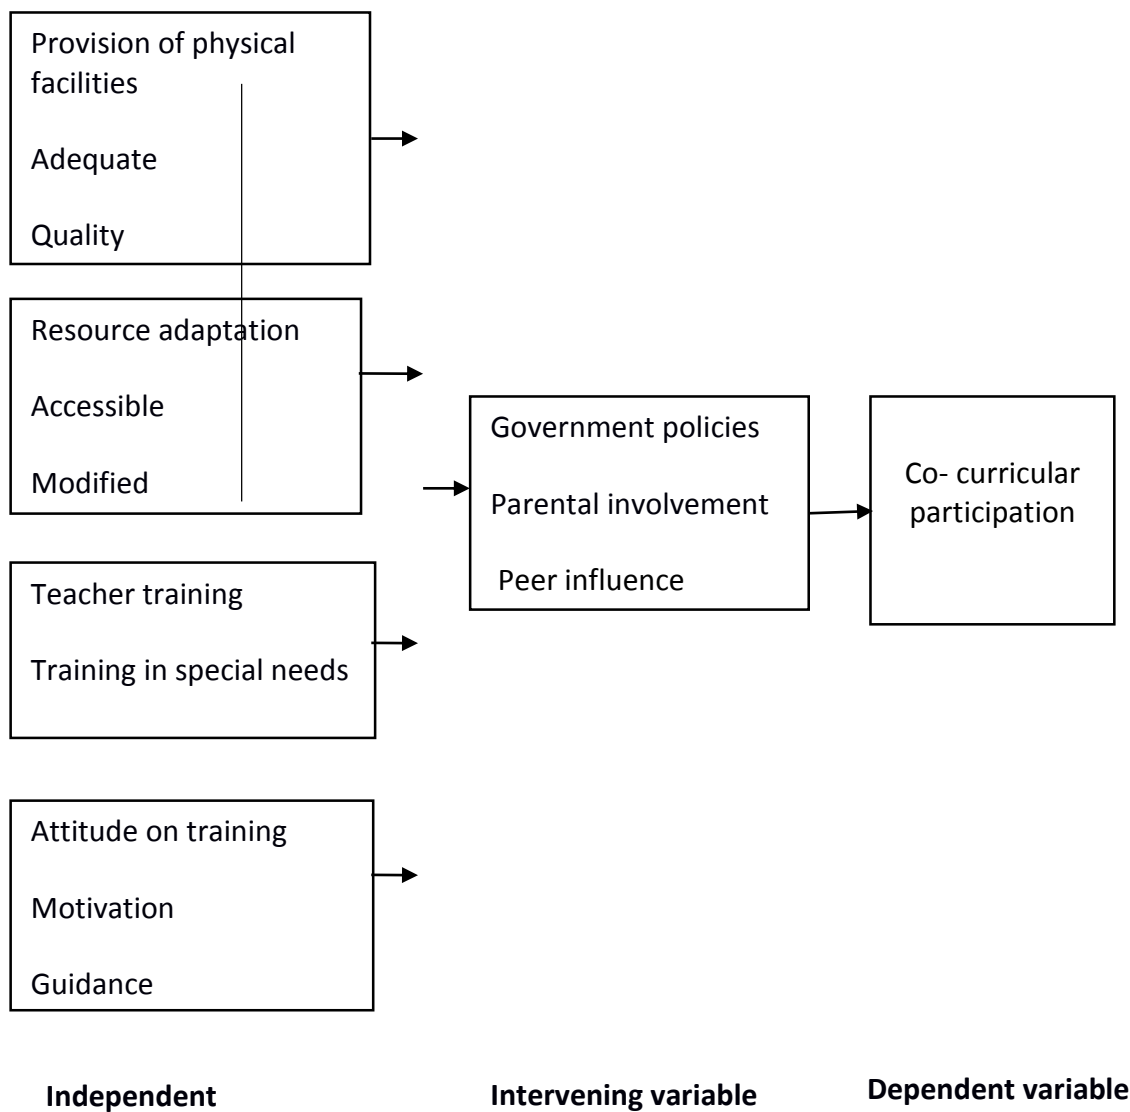 Provision of physical
facilities
Adequate
Quality
Resource adaptation
Accessible
Modified
Teacher training
Training in special needs
Attitude on training
Motivation
Guidance
Government policies
Parental involvement
Peer influence
Co- curricular
participation
Independent
Intervening variable
Dependent variable